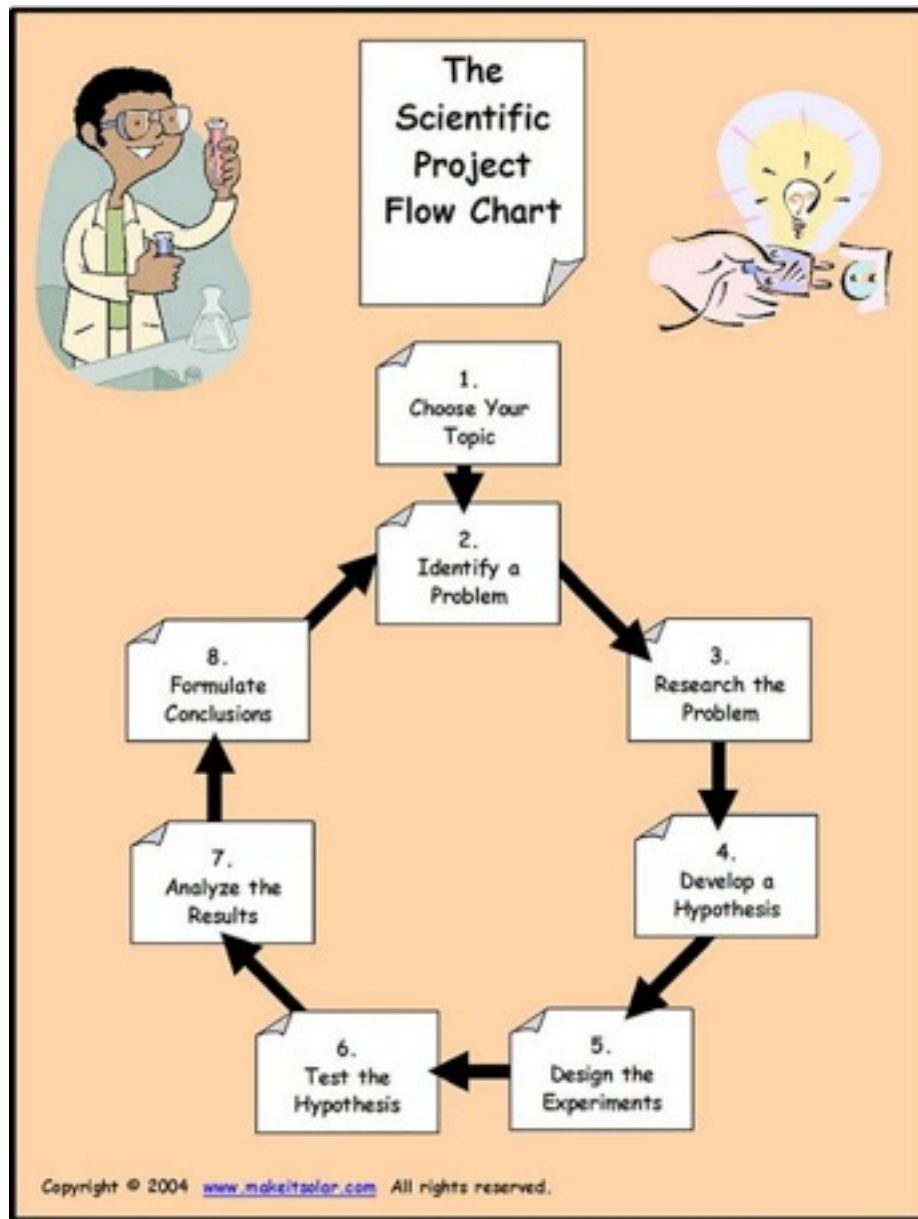 The
Scientific
Project
Flow Chart
1.
Choose Your
Topic
2.
Identify a
Problem
3.
Research the
Problem
4.
Develop a
Hypothesis
5.
Design the
Experiments
6.
Test the
Hypothesis
7.
Analyze the
Results
8.
Formulate
Conclusions
Copyright © 2004 www.makeitsolar.com All rights reserved.